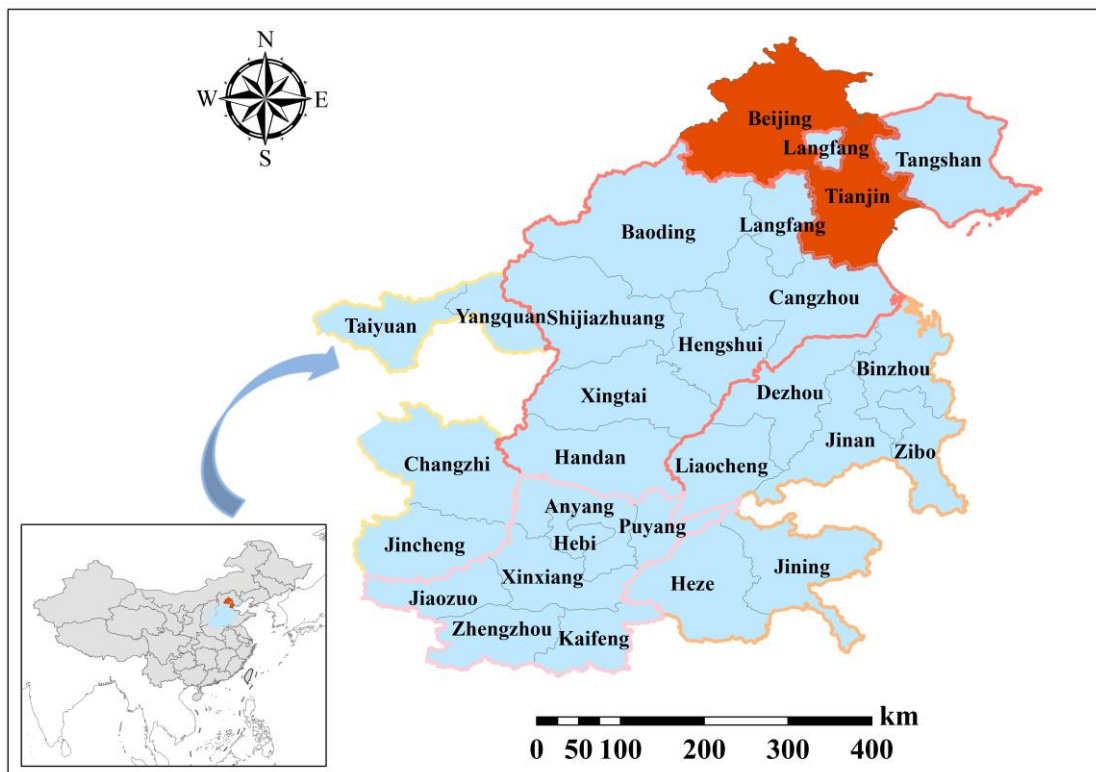 N
W E
S
Beijing
Langfang
Tangshan
Tianjin
Langfang
Baoding
Cangzhou
Taiyuan
Yangquan
Shijiazhuang
Hengshui
Binzhou
Xingtai
Dezhou
Jinan
Zibo
Handan
Liaocheng
Changzhi
Anyang
Puyang
Hebi
Jincheng
Xinxiang
Jining
Jiaozuo
Heze
Zhengzhou
Kaifeng
km
0 50 100 200 300 400